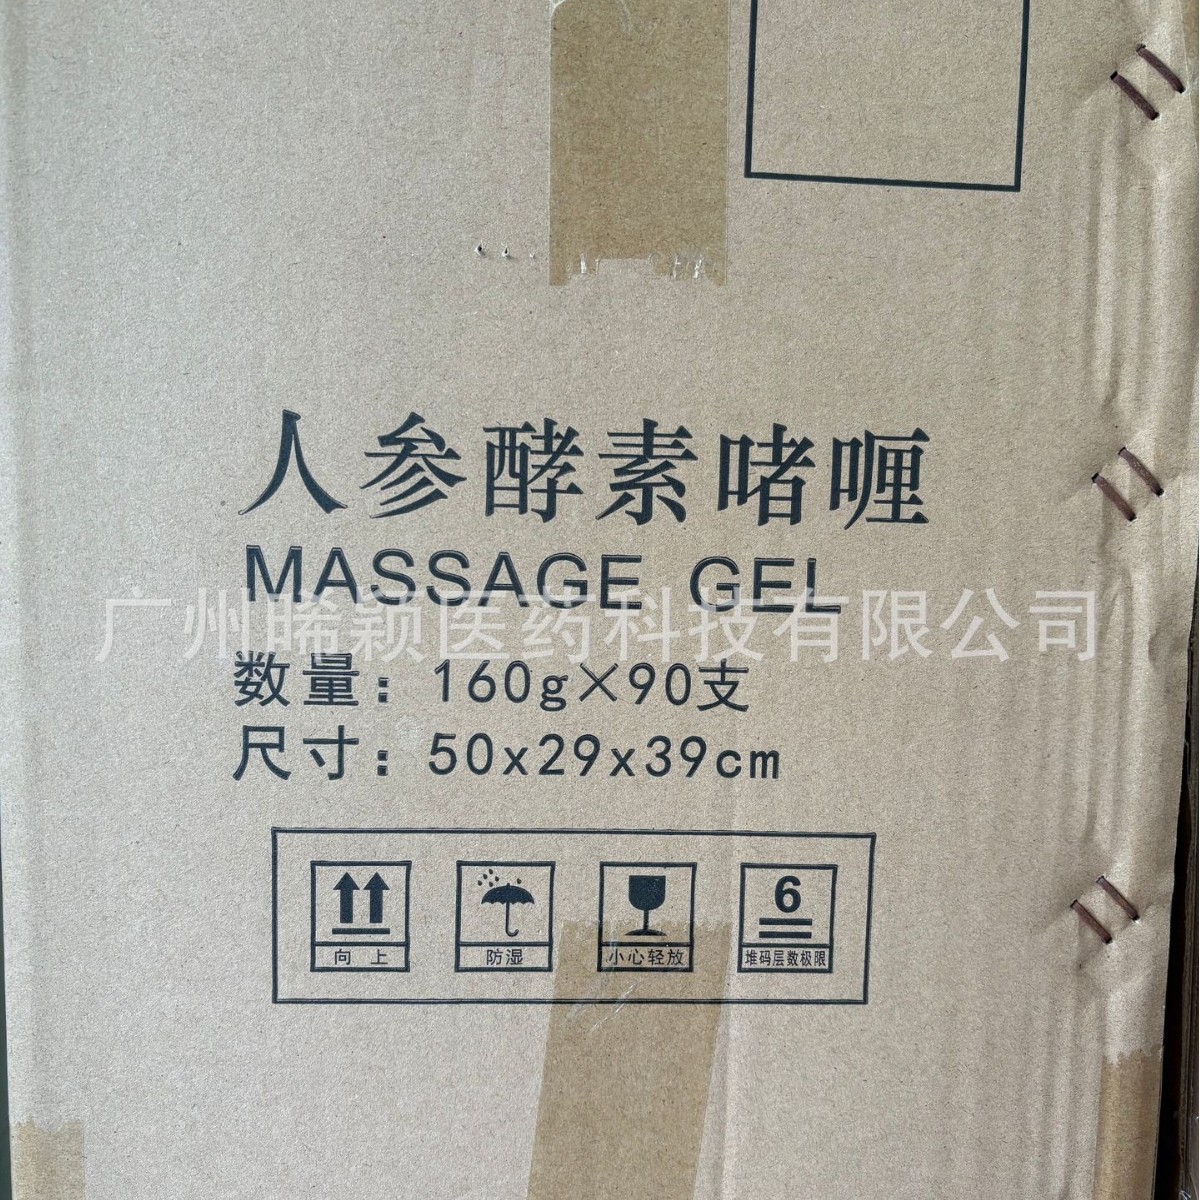 人参酵素啫喱
MASSAGE GEL
广州晞颖医药科技有限公司
数量：160g×90支
尺寸：50x29x39cm
6
向上 防湿 小心轻放 堆码层数极限